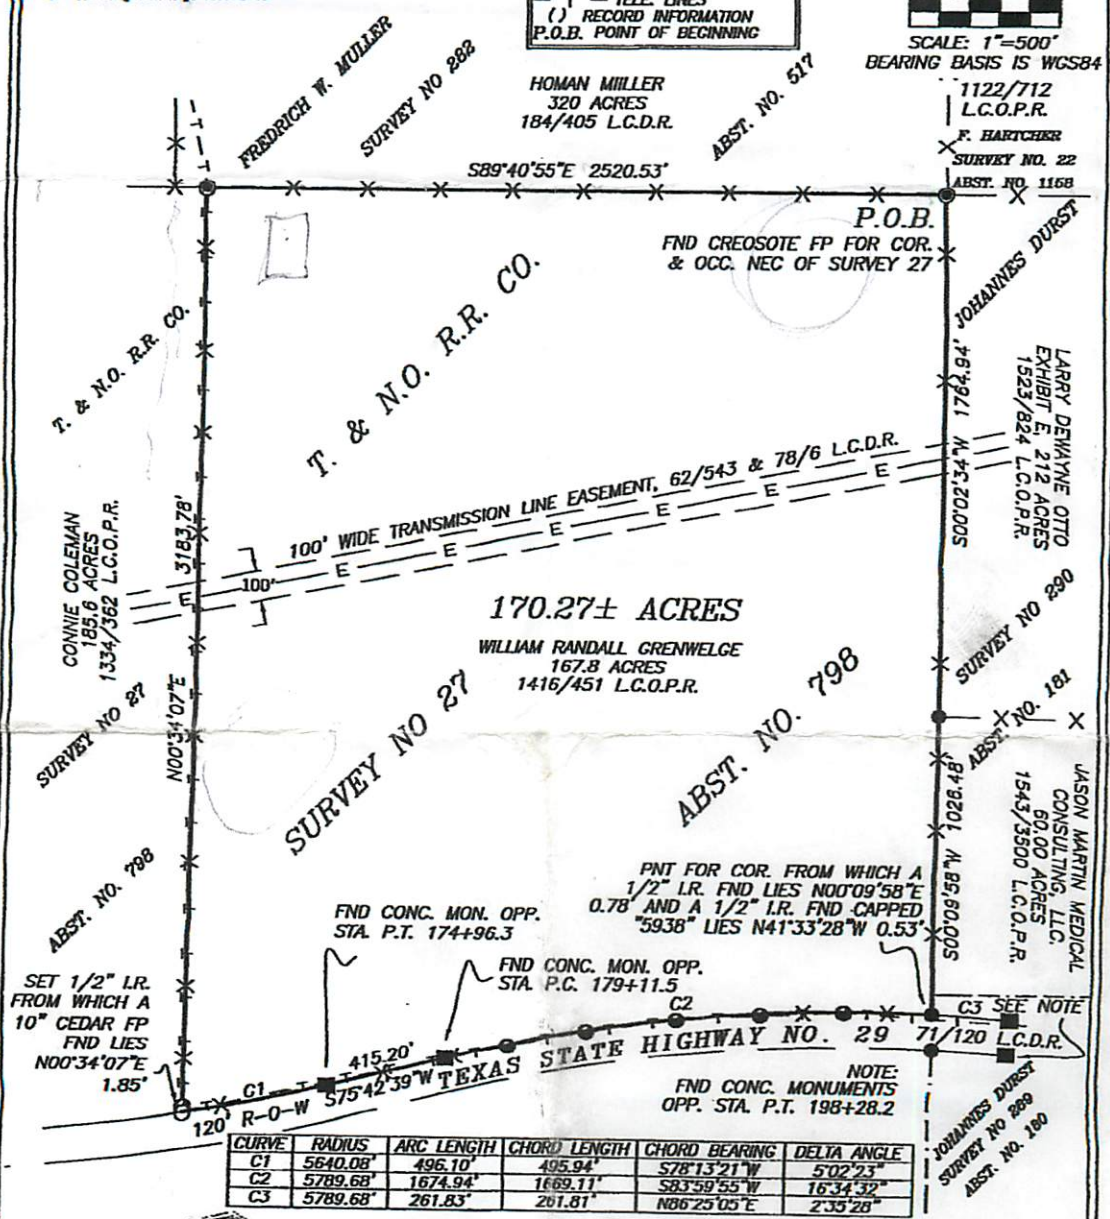 TELE. LINES
( ) RECORD INFORMATION
P.O.B. POINT OF BEGINNING
SCALE: 1"=500'
BEARING BASIS IS WGS84
FREDRICH W. MULLER
SURVEY NO 282
HOMAN MIILLER
320 ACRES
184/405 L.C.D.R.
ABST. NO. 517
1122/712
L.C.O.P.R.
F. HARTCHER
SURVEY NO. 22
ABST. NO 1168
S89°40'55"E 2520.53'
P.O.B.
FND CREOSOTE FP FOR COR.
& OCC. NEC OF SURVEY 27
JOHANNES DURST
T. & N.O. R.R. CO.
T. & N.O. R.R. CO.
S00°02'34"W 1764.94'
LARRY DEWAYNE OTTO
EXHIBIT E, 212 ACRES
1523/824 L.C.O.P.R.
100' WIDE TRANSMISSION LINE EASEMENT, 62/543 & 78/6 L.C.D.R.
E E E E E E
E
100'
CONNIE COLEMAN
185.6 ACRES
1334/362 L.C.O.P.R.
N00°34'07"E 3183.78'
170.27± ACRES
WILLIAM RANDALL GRENWELGE
167.8 ACRES
1416/451 L.C.O.P.R.
SURVEY NO 290
ABST. NO. 181
SURVEY NO 27
SURVEY NO 27
ABST. NO. 798
ABST. NO. 798
S00°09'58"W 1026.48'
JASON MARTIN MEDICAL
CONSULTING, LLC.
60.00 ACRES
1543/3500 L.C.O.P.R.
PNT FOR COR. FROM WHICH A
1/2" I.R. FND LIES N00°09'58"E
0.78' AND A 1/2" I.R. FND CAPPED
"5938" LIES N41°33'28"W 0.53'
FND CONC. MON. OPP.
STA. P.T. 174+96.3
FND CONC. MON. OPP.
STA. P.C. 179+11.5
SET 1/2" I.R.
FROM WHICH A
10" CEDAR FP
FND LIES
N00°34'07"E
1.85'
C1
415.20'
S75°42'39"W
C2
C3 SEE NOTE
TEXAS STATE HIGHWAY NO. 29 71/120 L.C.D.R.
120' R-O-W
NOTE:
FND CONC. MONUMENTS
OPP. STA. P.T. 198+28.2
JOHANNES DURST
SURVEY NO 289
ABST. NO. 180
CURVE RADIUS ARC LENGTH CHORD LENGTH CHORD BEARING DELTA ANGLE
C1 5640.08' 496.10' 495.94' S78°13'21"W 5°02'23"
C2 5789.68' 1674.94' 1669.11' S83°59'55"W 16°34'32"
C3 5789.68' 261.83' 261.81' N86°25'05"E 2°35'28"